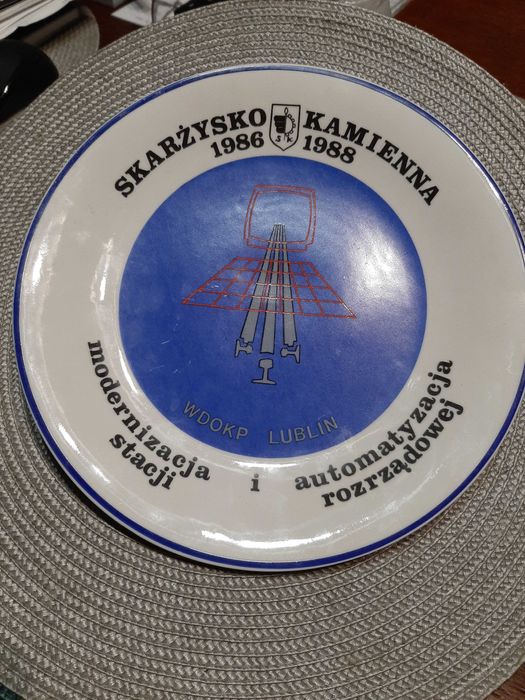 SKARŻYSKO KAMIENNA
1986 1988
S K
WDOKP LUBLIN
modernizacja i automatyzacja
stacji rozrządowej